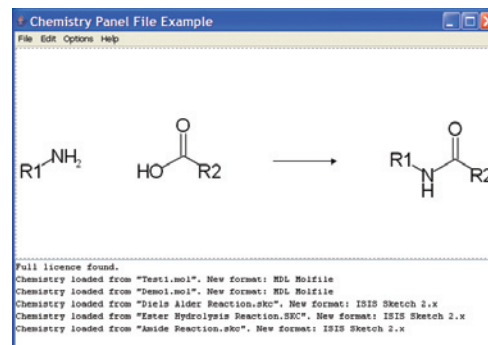 Chemistry Panel File Example
File Edit Options Help
O O
R1 NH2 HO R2 R1 N H R2
Full licence found.
Chemistry loaded from "Test1.mol". New format: MDL Molfile
Chemistry loaded from "Demo1.mol". New format: MDL Molfile
Chemistry loaded from "Diels Alder Reaction.skc". New format: ISIS Sketch 2.x
Chemistry loaded from "Ester Hydrolysis Reaction.SKC". New format: ISIS Sketch 2.x
Chemistry loaded from "Amide Reaction.skc". New format: ISIS Sketch 2.x